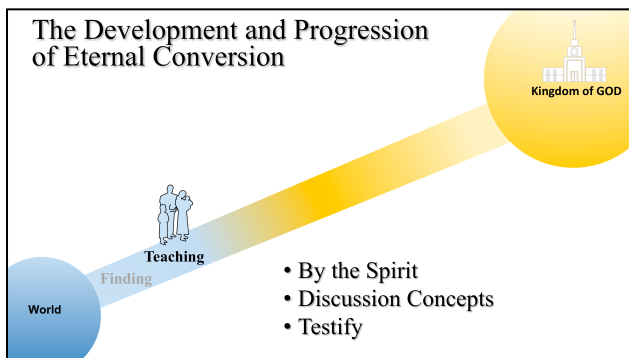 The Development and Progression
of Eternal Conversion
Kingdom of GOD
Teaching
Finding
World
• By the Spirit
• Discussion Concepts
• Testify